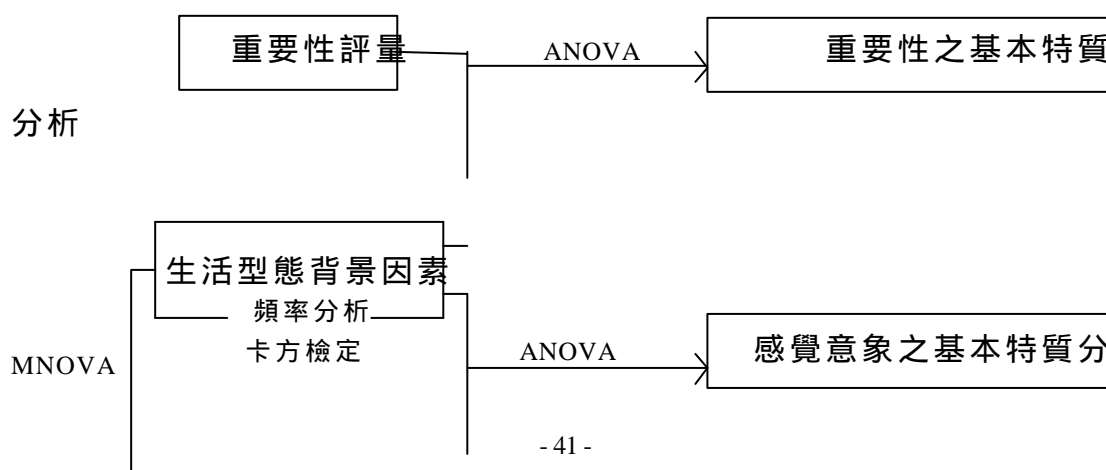 重要性評量 ANOVA 重要性之基本特質
分析
生活型態背景因素
頻率分析
卡方檢定
MNOVA ANOVA 感覺意象之基本特質分
- 41 -